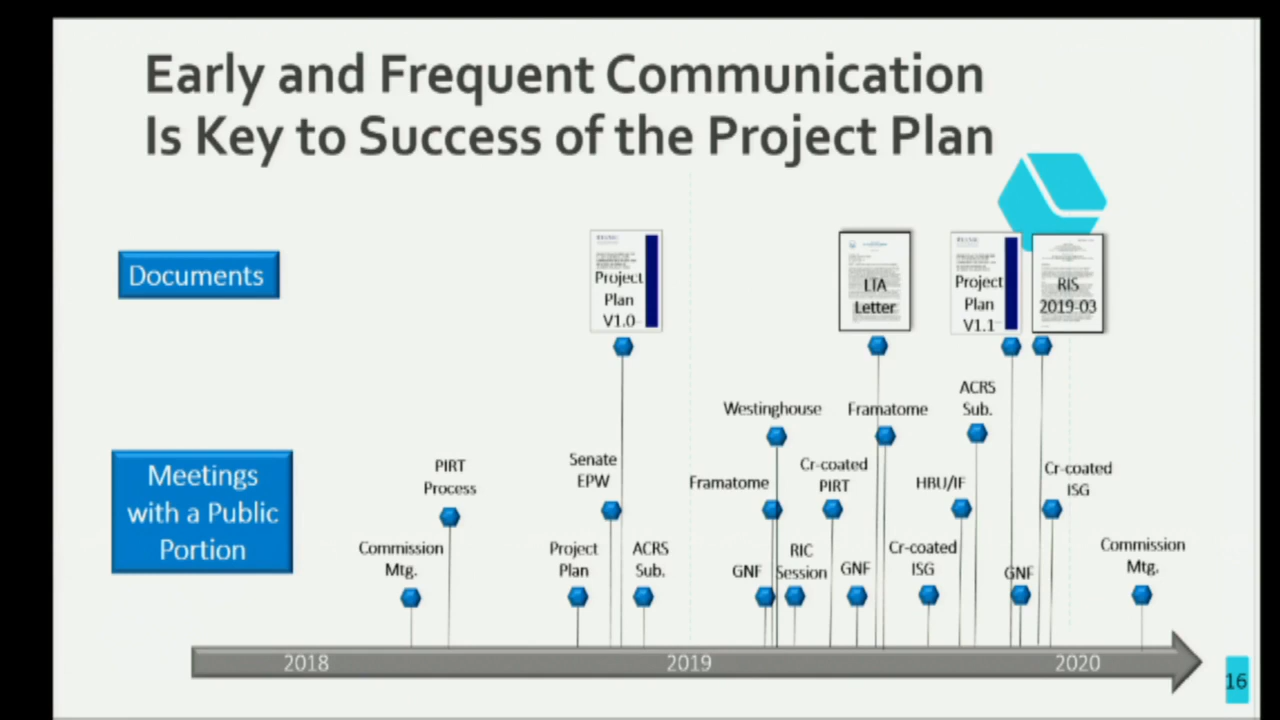 Early and Frequent Communication
Is Key to Success of the Project Plan
Documents
Project
Plan
V1.0
LTA
Letter
Project
Plan
V1.1
RIS
2019-03
Meetings
with a Public
Portion
Commission
Mtg.
PIRT
Process
Project
Plan
Senate
EPW
ACRS
Sub.
Framatome
Westinghouse
GNF
RIC
Session
Cr-coated
PIRT
GNF
Framatome
Cr-coated
ISG
HBU/IF
ACRS
Sub.
GNF
Cr-coated
ISG
Commission
Mtg.
2018
2019
2020
16